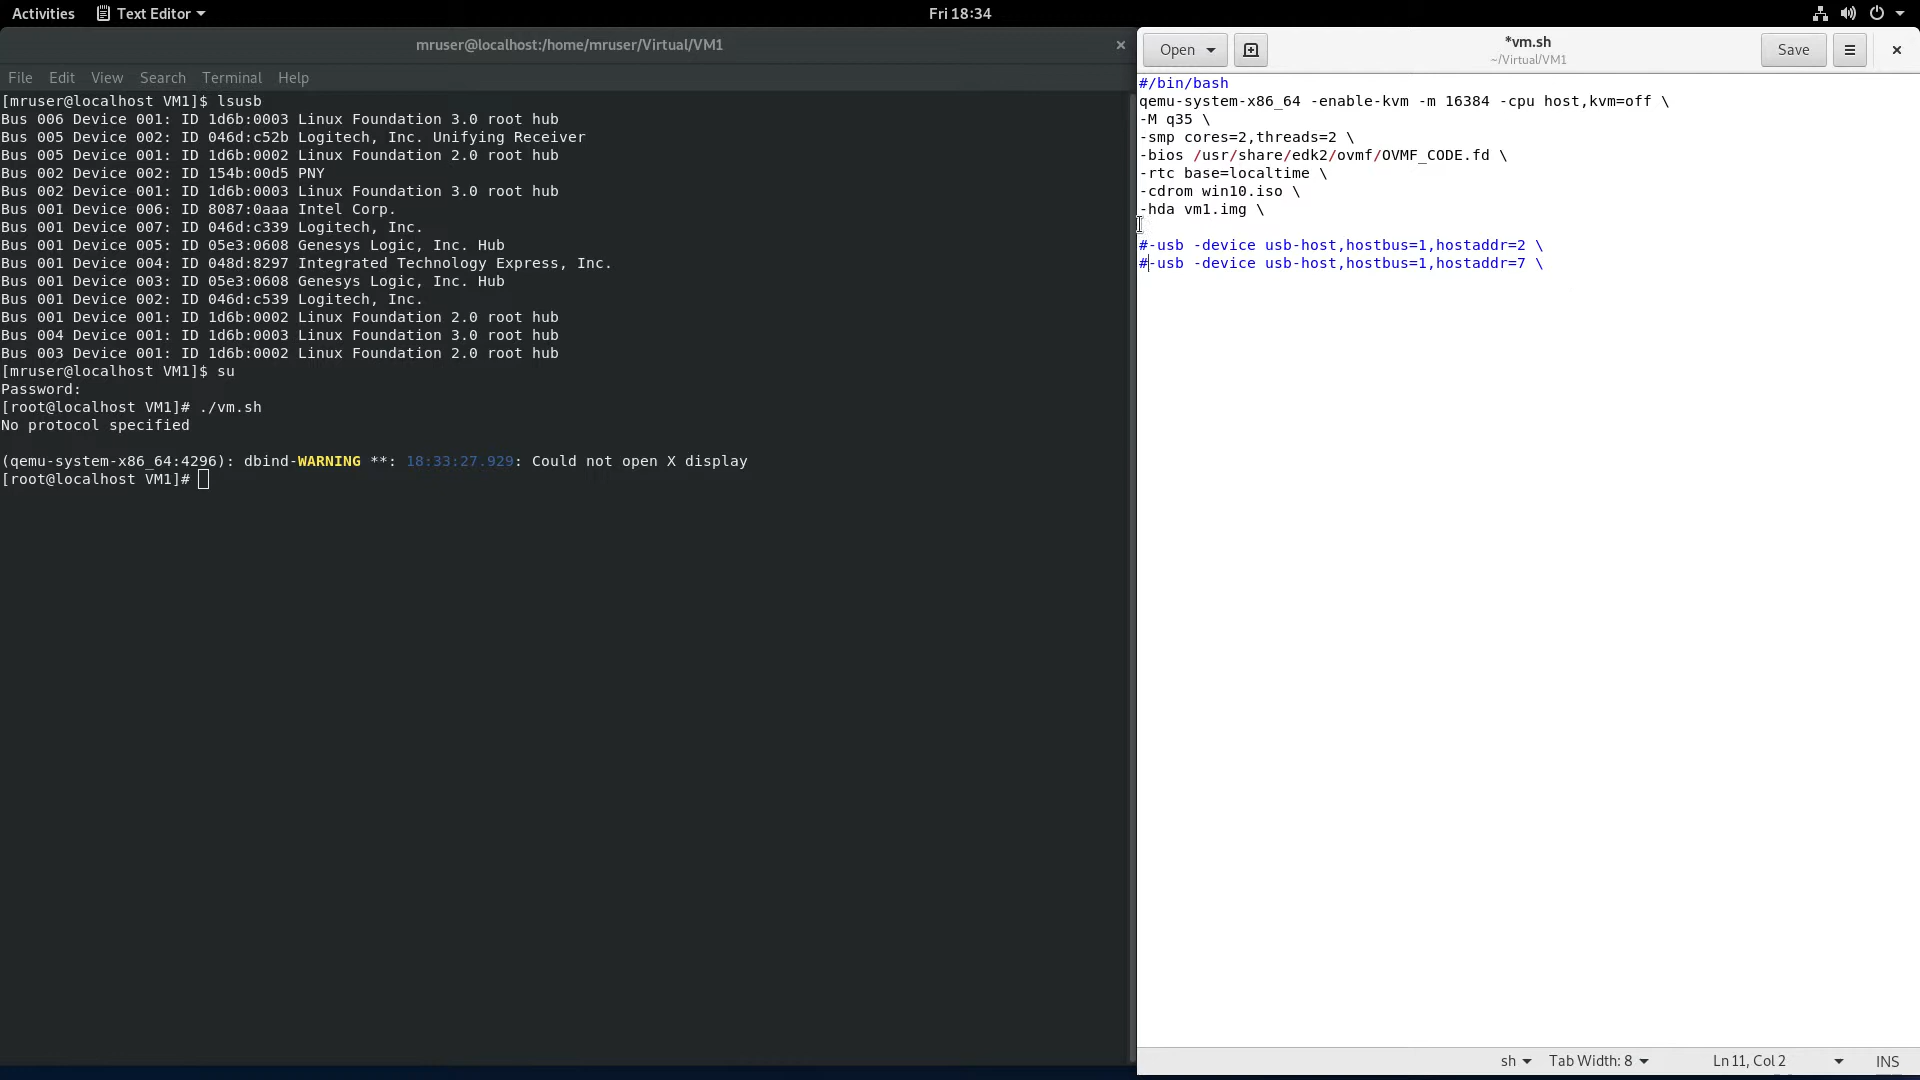 Activities Text Editor Fri 18:34
mruser@localhost:/home/mruser/Virtual/VM1 ×
File Edit View Search Terminal Help
[mruser@localhost VM1]$ lsusb
Bus 006 Device 001: ID 1d6b:0003 Linux Foundation 3.0 root hub
Bus 005 Device 002: ID 046d:c52b Logitech, Inc. Unifying Receiver
Bus 005 Device 001: ID 1d6b:0002 Linux Foundation 2.0 root hub
Bus 002 Device 002: ID 154b:00d5 PNY
Bus 002 Device 001: ID 1d6b:0003 Linux Foundation 3.0 root hub
Bus 001 Device 006: ID 8087:0aaa Intel Corp.
Bus 001 Device 007: ID 046d:c339 Logitech, Inc.
Bus 001 Device 005: ID 05e3:0608 Genesys Logic, Inc. Hub
Bus 001 Device 004: ID 048d:8297 Integrated Technology Express, Inc.
Bus 001 Device 003: ID 05e3:0608 Genesys Logic, Inc. Hub
Bus 001 Device 002: ID 046d:c539 Logitech, Inc.
Bus 001 Device 001: ID 1d6b:0002 Linux Foundation 2.0 root hub
Bus 004 Device 001: ID 1d6b:0003 Linux Foundation 3.0 root hub
Bus 003 Device 001: ID 1d6b:0002 Linux Foundation 2.0 root hub
[mruser@localhost VM1]$ su
Password:
[root@localhost VM1]# ./vm.sh
No protocol specified
(qemu-system-x86_64:4296): dbind-WARNING **: 18:33:27.929: Could not open X display
[root@localhost VM1]#
Open *vm.sh Save
~/Virtual/VM1
#/bin/bash
qemu-system-x86_64 -enable-kvm -m 16384 -cpu host,kvm=off \
-M q35 \
-smp cores=2,threads=2 \
-bios /usr/share/edk2/ovmf/OVMF_CODE.fd \
-rtc base=localtime \
-cdrom win10.iso \
-hda vm1.img \
#-usb -device usb-host,hostbus=1,hostaddr=2 \
#-usb -device usb-host,hostbus=1,hostaddr=7 \
sh Tab Width: 8 Ln 11, Col 2 INS